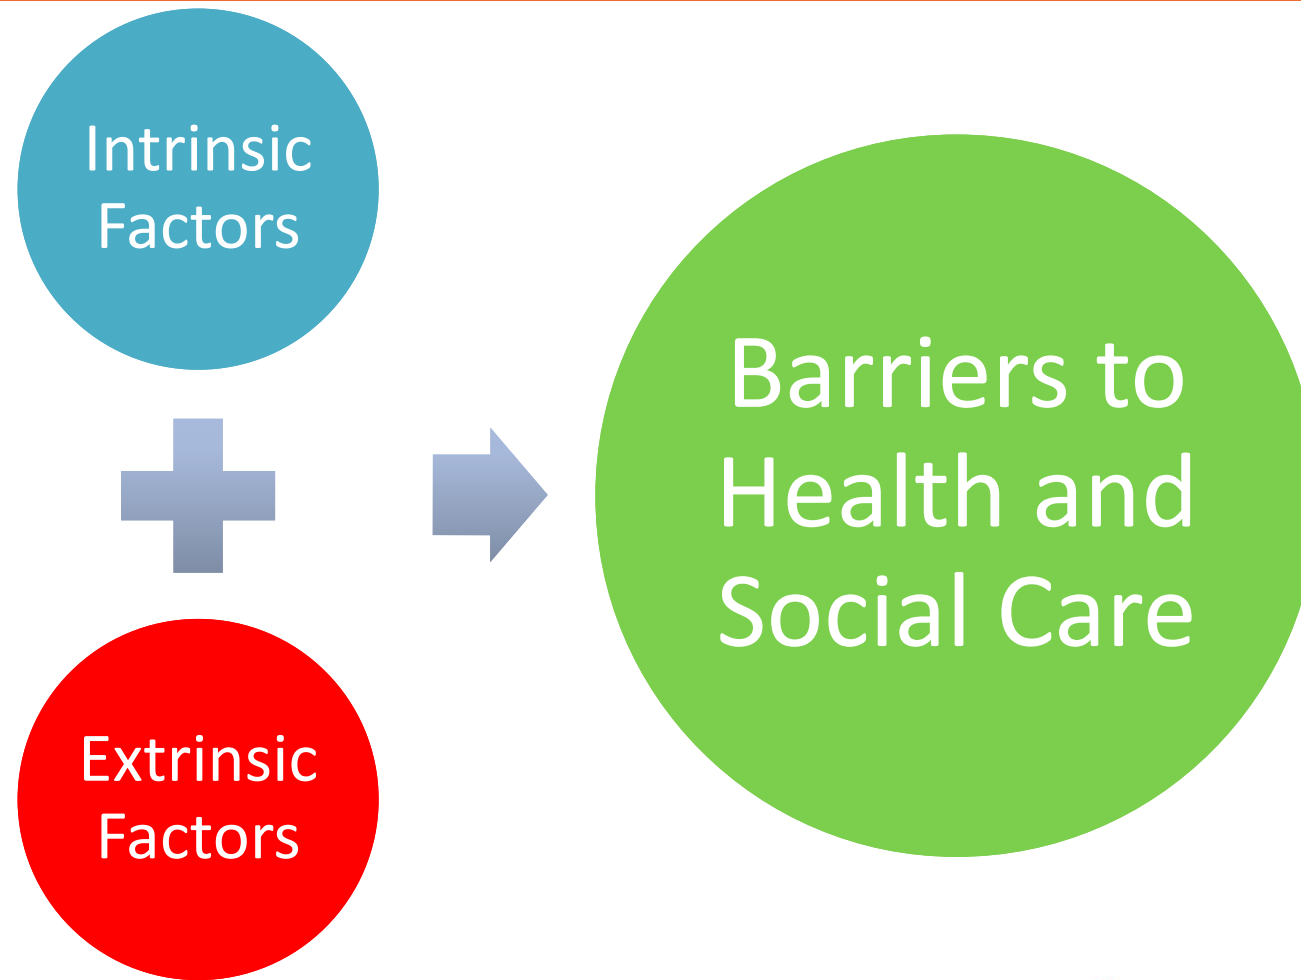 Intrinsic
Factors
Extrinsic
Factors
Barriers to
Health and
Social Care